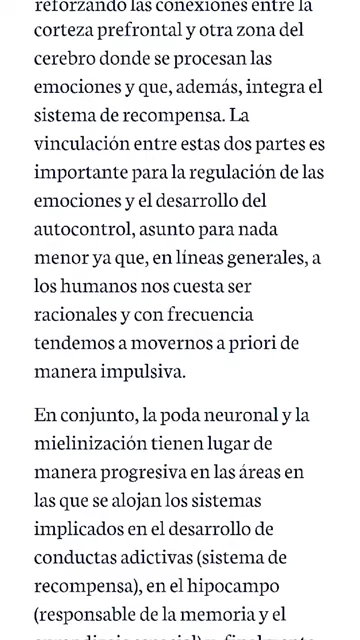 reforzando las conexiones entre la
corteza prefrontal y otra zona del
cerebro donde se procesan las
emociones y que, además, integra el
sistema de recompensa. La
vinculación entre estas dos partes es
importante para la regulación de las
emociones y el desarrollo del
autocontrol, asunto para nada
menor ya que, en líneas generales, a
los humanos nos cuesta ser
racionales y con frecuencia
tendemos a movernos a priori de
manera impulsiva.
En conjunto, la poda neuronal y la
mielinización tienen lugar de
manera progresiva en las áreas en
las que se alojan los sistemas
implicados en el desarrollo de
conductas adictivas (sistema de
recompensa), en el hipocampo
(responsable de la memoria y el